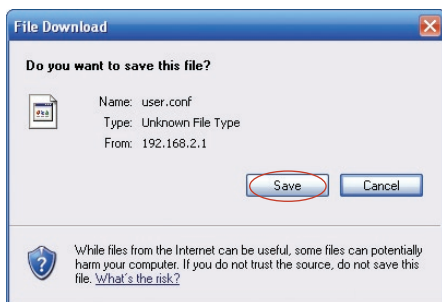 File Download
Do you want to save this file?
Name: user.conf
Type: Unknown File Type
From: 192.168.2.1
Save Cancel
While files from the Internet can be useful, some files can potentially
harm your computer. If you do not trust the source, do not save this
file. What's the risk?